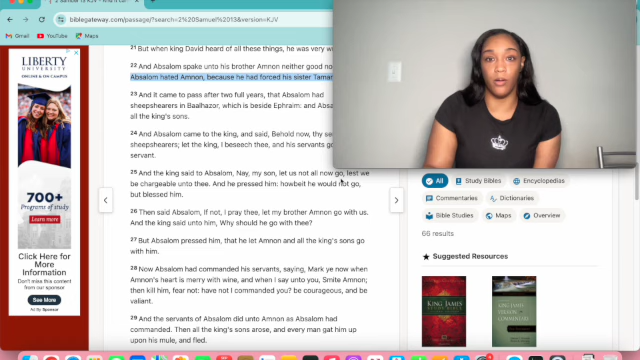 2 Samuel 13 KJV - And it came
biblegateway.com/passage/?search=2%20Samuel%2013&version=KJV
Gmail YouTube Maps
LIBERTY
UNIVERSITY
ONLINE & ON CAMPUS
700+
Programs of study
Learn more
Click Here for
More
Information
Don't miss this content
from our sponsor
See More
Ad By Sponsor
21 But when king David heard of all these things, he was very
22 And Absalom spake unto his brother Amnon neither good
Absalom hated Amnon, because he had forced his sister Tamar
23 And it came to pass after two full years, that Absalom had
sheepshearers in Baalhazor, which is beside Ephraim: and
all the king's sons.
24 And Absalom came to the king, and said, Behold now, thy
sheepshearers; let the king, I beseech thee, and his servants
servant.
25 And the king said to Absalom, Nay, my son, let us not all now go, lest we
be chargeable unto thee. And he pressed him: howbeit he would not go,
but blessed him.
26 Then said Absalom, If not, I pray thee, let my brother Amnon go with us.
And the king said unto him, Why should he go with thee?
27 But Absalom pressed him, that he let Amnon and all the king's sons go
with him.
28 Now Absalom had commanded his servants, saying, Mark ye now when
Amnon's heart is merry with wine, and when I say unto you, Smite Amnon;
then kill him, fear not: have not I commanded you? be courageous, and be
valiant.
29 And the servants of Absalom did unto Amnon as Absalom had
commanded. Then all the king's sons arose, and every man gat him up
upon his mule, and fled.
All Study Bibles Encyclopedias
Commentaries Dictionaries
Bible Studies Maps Overview
66 results
Suggested Resources
KING JAMES